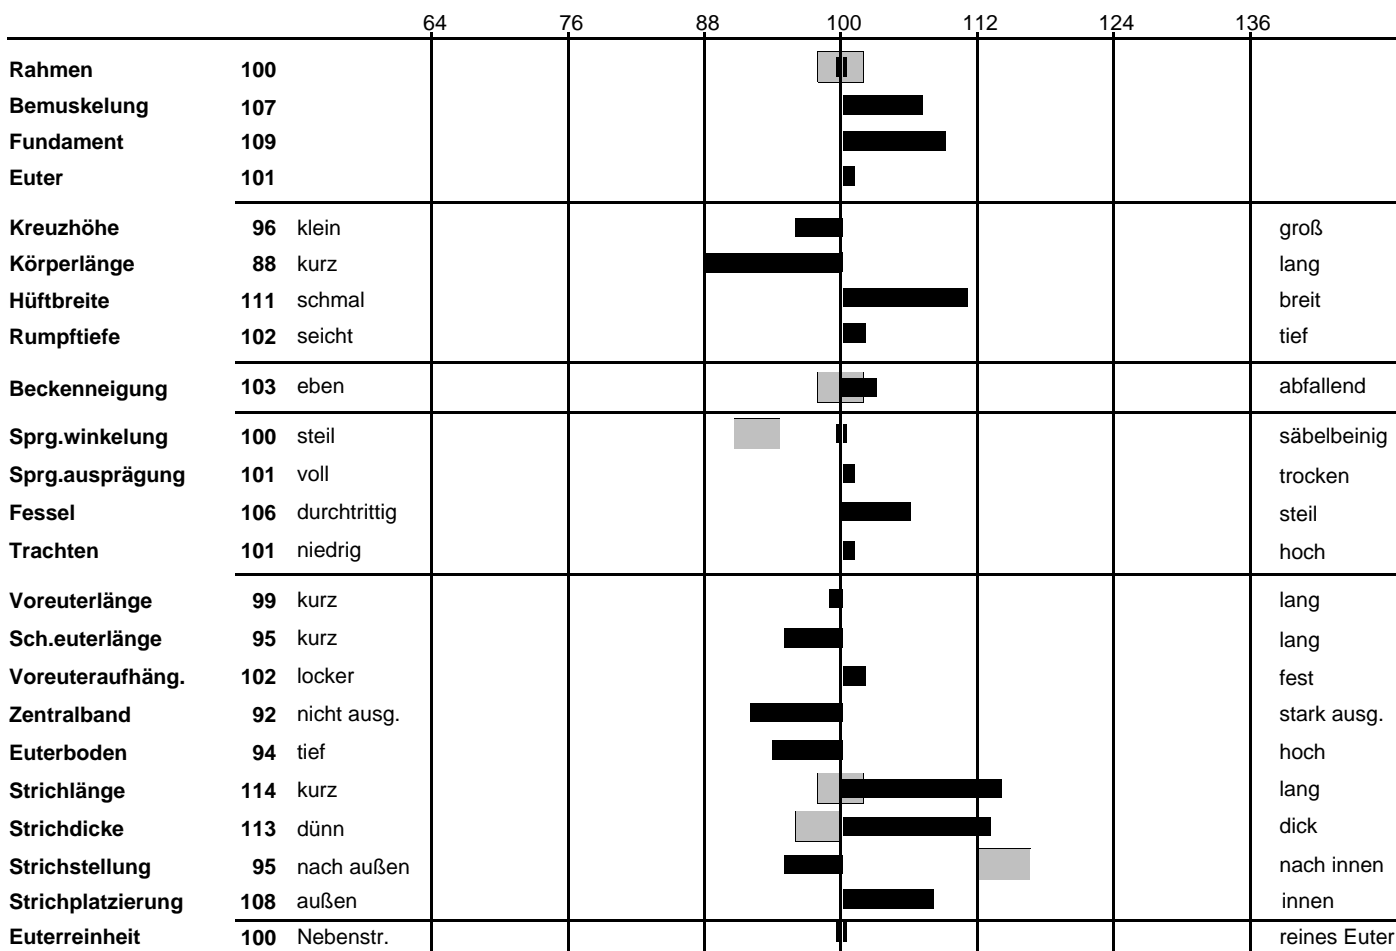 64 76 88 100 112 124 136
Rahmen 100
Bemuskelung 107
Fundament 109
Euter 101
Kreuzhöhe 96 klein groß
Körperlänge 88 kurz lang
Hüftbreite 111 schmal breit
Rumpftiefe 102 seicht tief
Beckenneigung 103 eben abfallend
Sprg.winkelung 100 steil säbelbeinig
Sprg.ausprägung 101 voll trocken
Fessel 106 durchtrittig steil
Trachten 101 niedrig hoch
Voreuterlänge 99 kurz lang
Sch.euterlänge 95 kurz lang
Voreuteraufhäng. 102 locker fest
Zentralband 92 nicht ausg. stark ausg.
Euterboden 94 tief hoch
Strichlänge 114 kurz lang
Strichdicke 113 dünn dick
Strichstellung 95 nach außen nach innen
Strichplatzierung 108 außen innen
Euterreinheit 100 Nebenstr. reines Euter